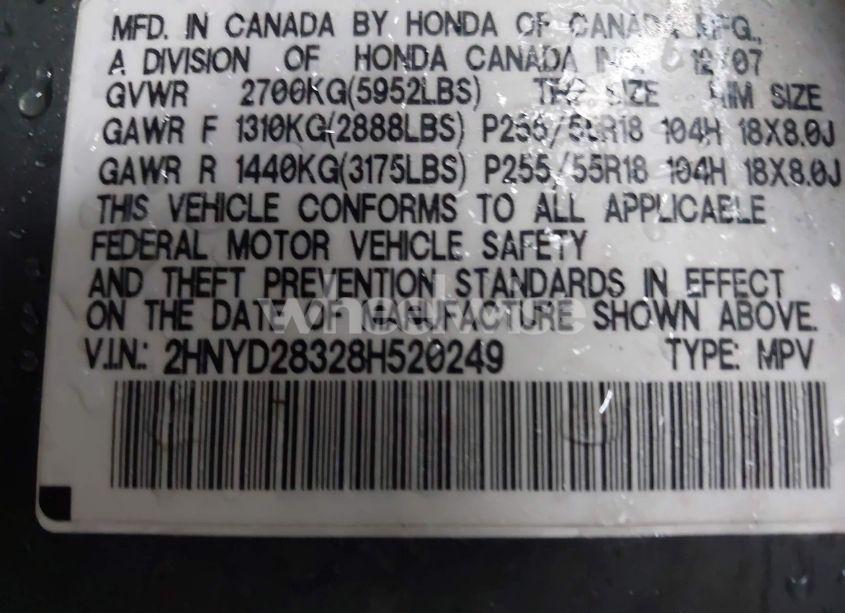 MFD. IN CANADA BY HONDA OF CANADA MFG.,
A DIVISION OF HONDA CANADA INC. 12/07
GVWR 2700KG(5952LBS) TIRE SIZE RIM SIZE
GAWR F 1310KG(2888LBS) P255/55R18 104H 18X8.0J
GAWR R 1440KG(3175LBS) P255/55R18 104H 18X8.0J
THIS VEHICLE CONFORMS TO ALL APPLICABLE
FEDERAL MOTOR VEHICLE SAFETY
AND THEFT PREVENTION STANDARDS IN EFFECT
ON THE DATE OF MANUFACTURE SHOWN ABOVE.
V.I.N.: 2HNYD28328H520249 TYPE: MPV